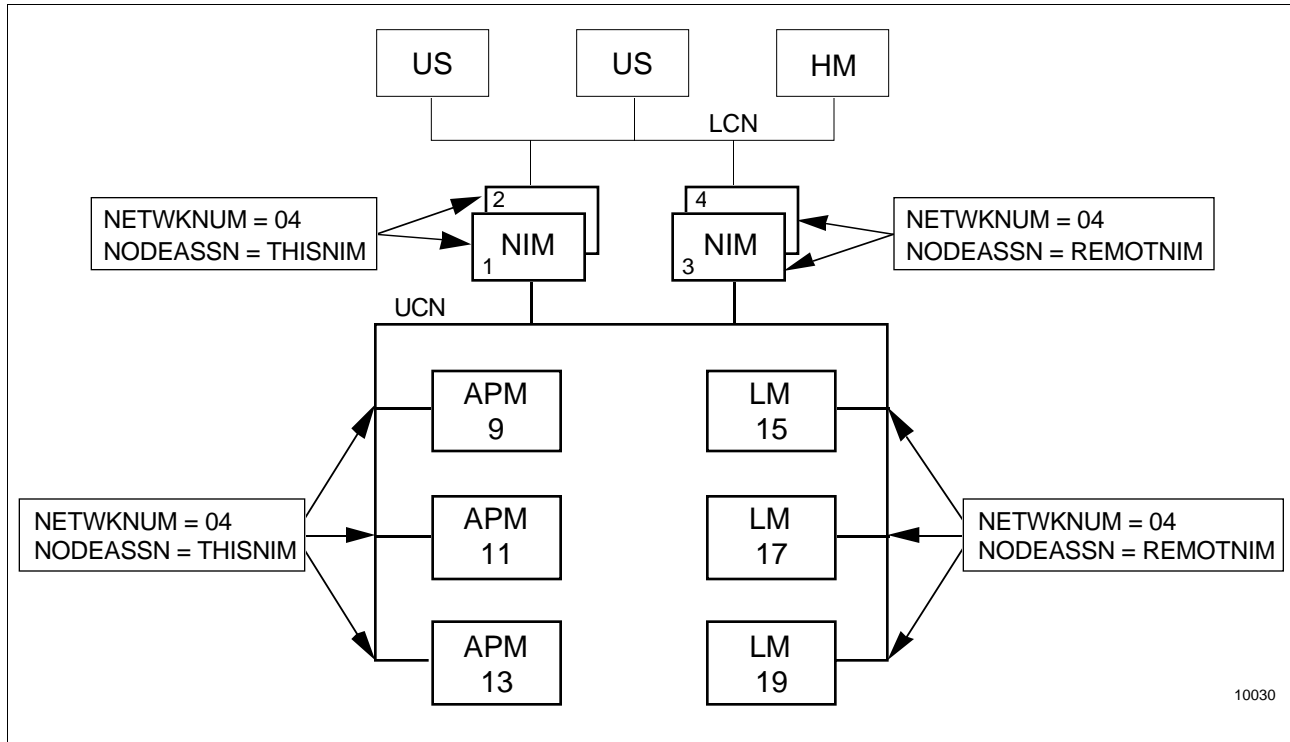 US
US
HM
LCN
2
NIM
1
4
NIM
3
NETWKNUM = 04
NODEASSN = THISNIM
NETWKNUM = 04
NODEASSN = REMOTNIM
UCN
APM
9
LM
15
NETWKNUM = 04
NODEASSN = THISNIM
APM
11
LM
17
NETWKNUM = 04
NODEASSN = REMOTNIM
APM
13
LM
19
10030